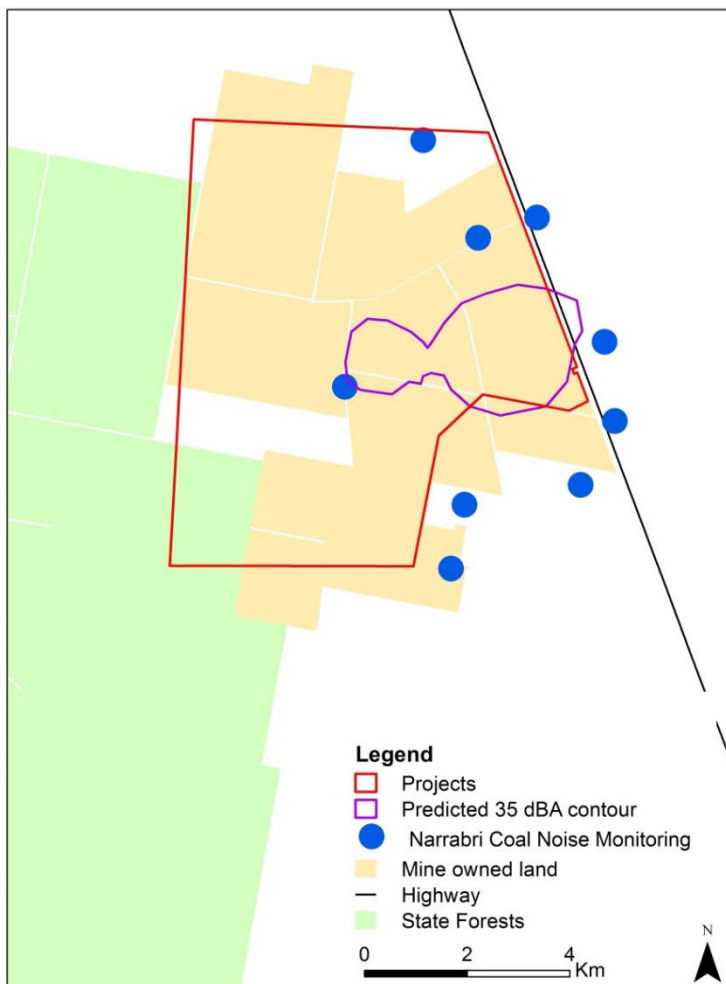 Legend
Projects
Predicted 35 dBA contour
Narrabri Coal Noise Monitoring
Mine owned land
Highway
State Forests
0 2 4
Km
N